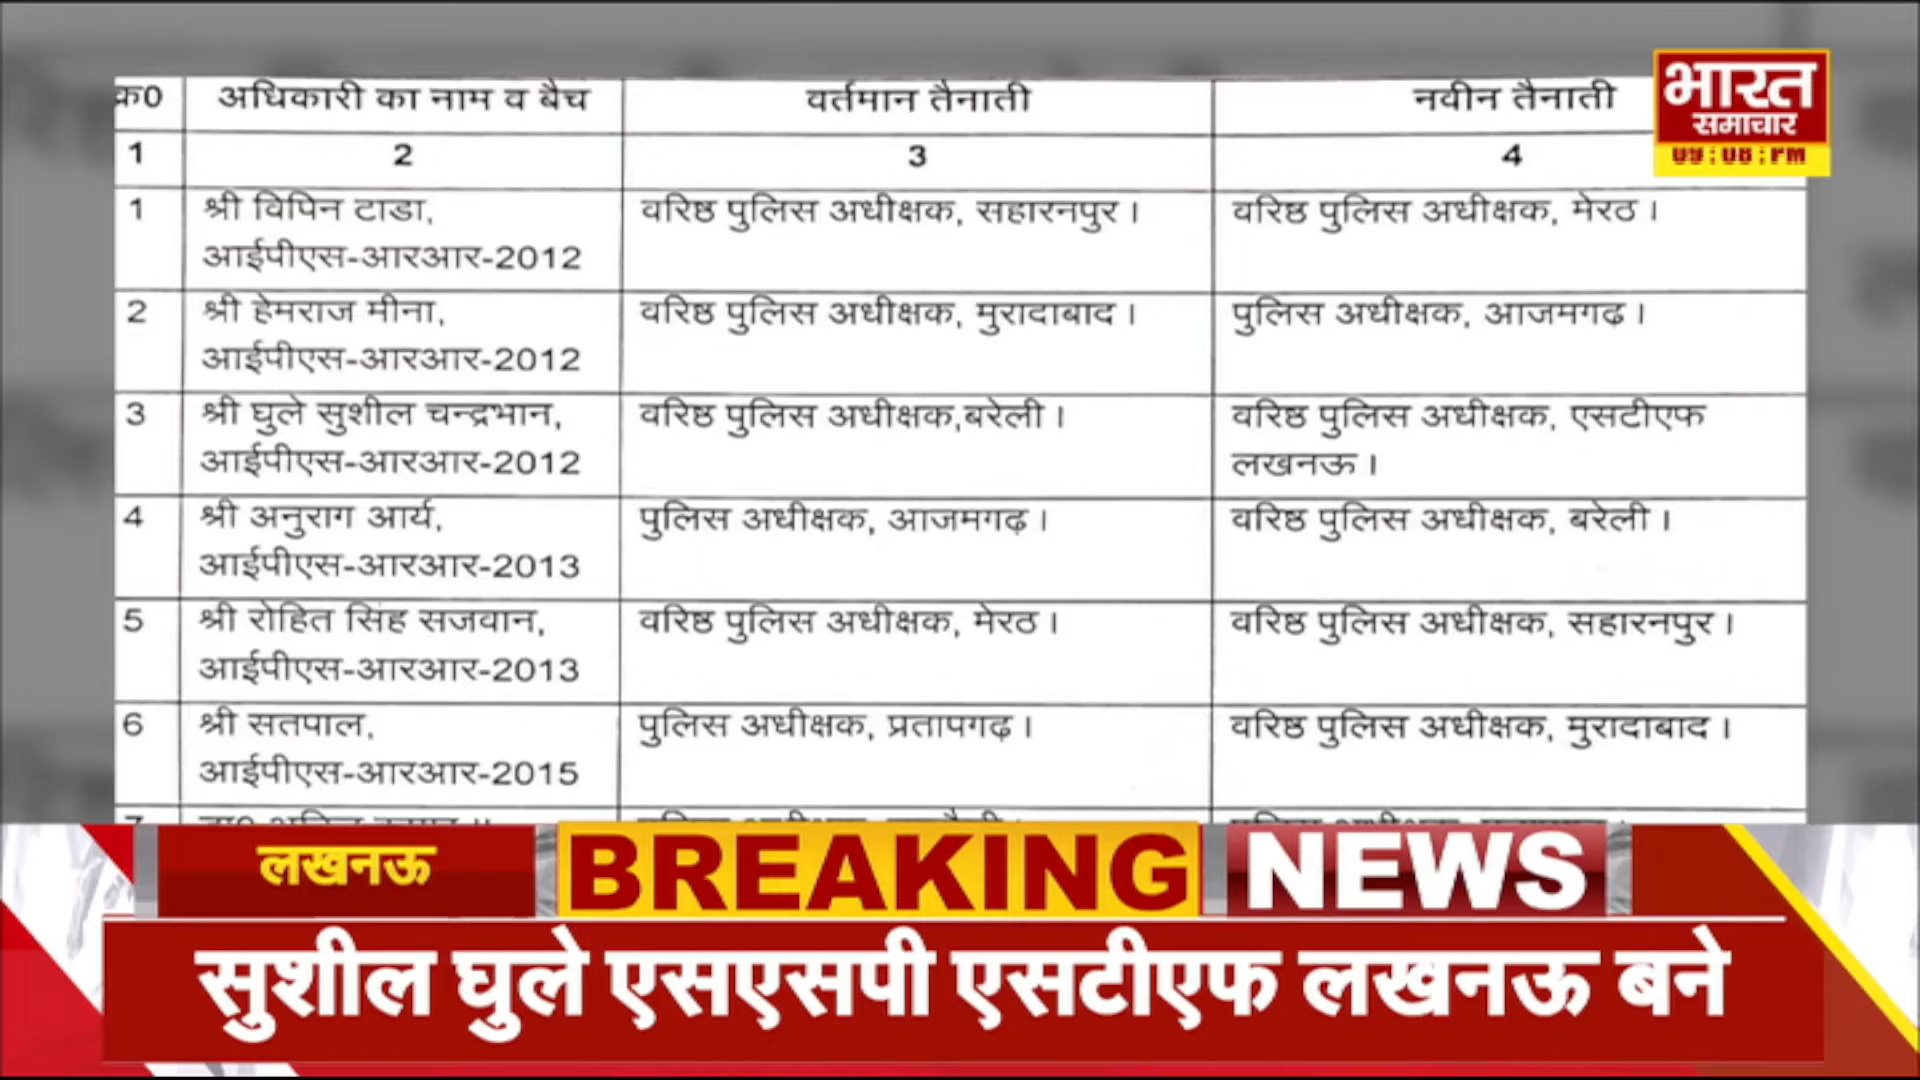 क्र0 अधिकारी का नाम व बैच वर्तमान तैनाती नवीन तैनाती
भारत
समाचार
09:08:PM
1 2 3 4
1 श्री विपिन टाडा, वरिष्ठ पुलिस अधीक्षक, सहारनपुर । वरिष्ठ पुलिस अधीक्षक, मेरठ ।
आईपीएस-आरआर-2012
2 श्री हेमराज मीना, वरिष्ठ पुलिस अधीक्षक, मुरादाबाद । पुलिस अधीक्षक, आजमगढ़ ।
आईपीएस-आरआर-2012
3 श्री घुले सुशील चन्द्रभान, वरिष्ठ पुलिस अधीक्षक,बरेली । वरिष्ठ पुलिस अधीक्षक, एसटीएफ
आईपीएस-आरआर-2012 लखनऊ ।
4 श्री अनुराग आर्य, पुलिस अधीक्षक, आजमगढ़ । वरिष्ठ पुलिस अधीक्षक, बरेली ।
आईपीएस-आरआर-2013
5 श्री रोहित सिंह सजवान, वरिष्ठ पुलिस अधीक्षक, मेरठ । वरिष्ठ पुलिस अधीक्षक, सहारनपुर ।
आईपीएस-आरआर-2013
6 श्री सतपाल, पुलिस अधीक्षक, प्रतापगढ़ । वरिष्ठ पुलिस अधीक्षक, मुरादाबाद ।
आईपीएस-आरआर-2015
लखनऊ BREAKING NEWS
सुशील घुले एसएसपी एसटीएफ लखनऊ बने